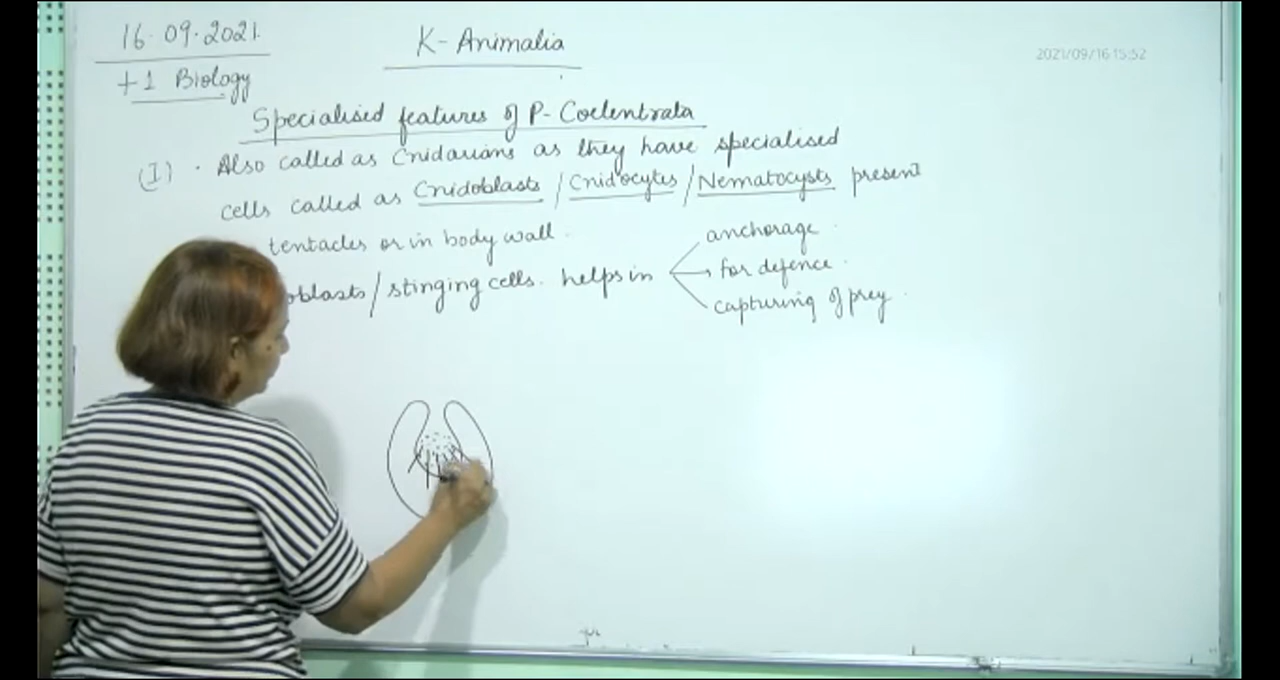 16.09.2021.
K- Animalia
2021/09/16 15:52
+1 Biology
Specialised features of P- Coelentrata
(I) · Also called as Cnidarians as they have specialised
cells called as Cnidoblasts / Cnidocytes / Nematocysts present
tentacles or in body wall.
oblasts / stinging cells. helps in
anchorage.
for defence.
capturing of prey.